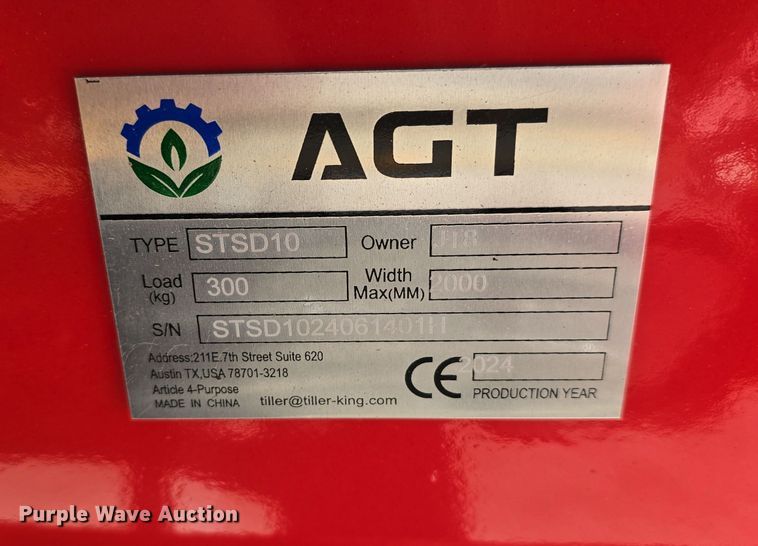 AGT
TYPE STSD10 Owner JT8
Load (kg) 300 Width Max(MM) 2000
S/N STSD1024061401H
Address:211E.7th Street Suite 620
Austin TX,USA 78701-3218
Article 4-Purpose
MADE IN CHINA tiller@tiller-king.com
CE 2024
PRODUCTION YEAR
Purple Wave Auction